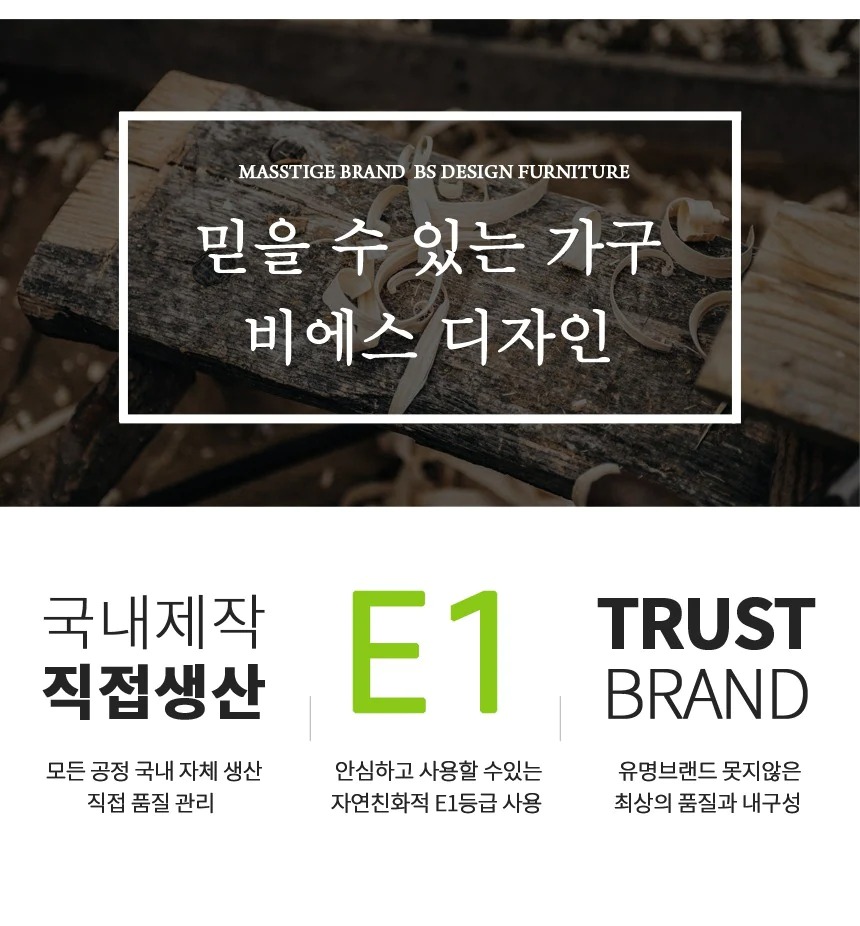 MASSTIGE BRAND BS DESIGN FURNITURE
믿을 수 있는 가구
비에스 디자인
국내제작
직접생산
모든 공정 국내 자체 생산
직접 품질 관리
E1
안심하고 사용할 수있는
자연친화적 E1등급 사용
TRUST
BRAND
유명브랜드 못지않은
최상의 품질과 내구성